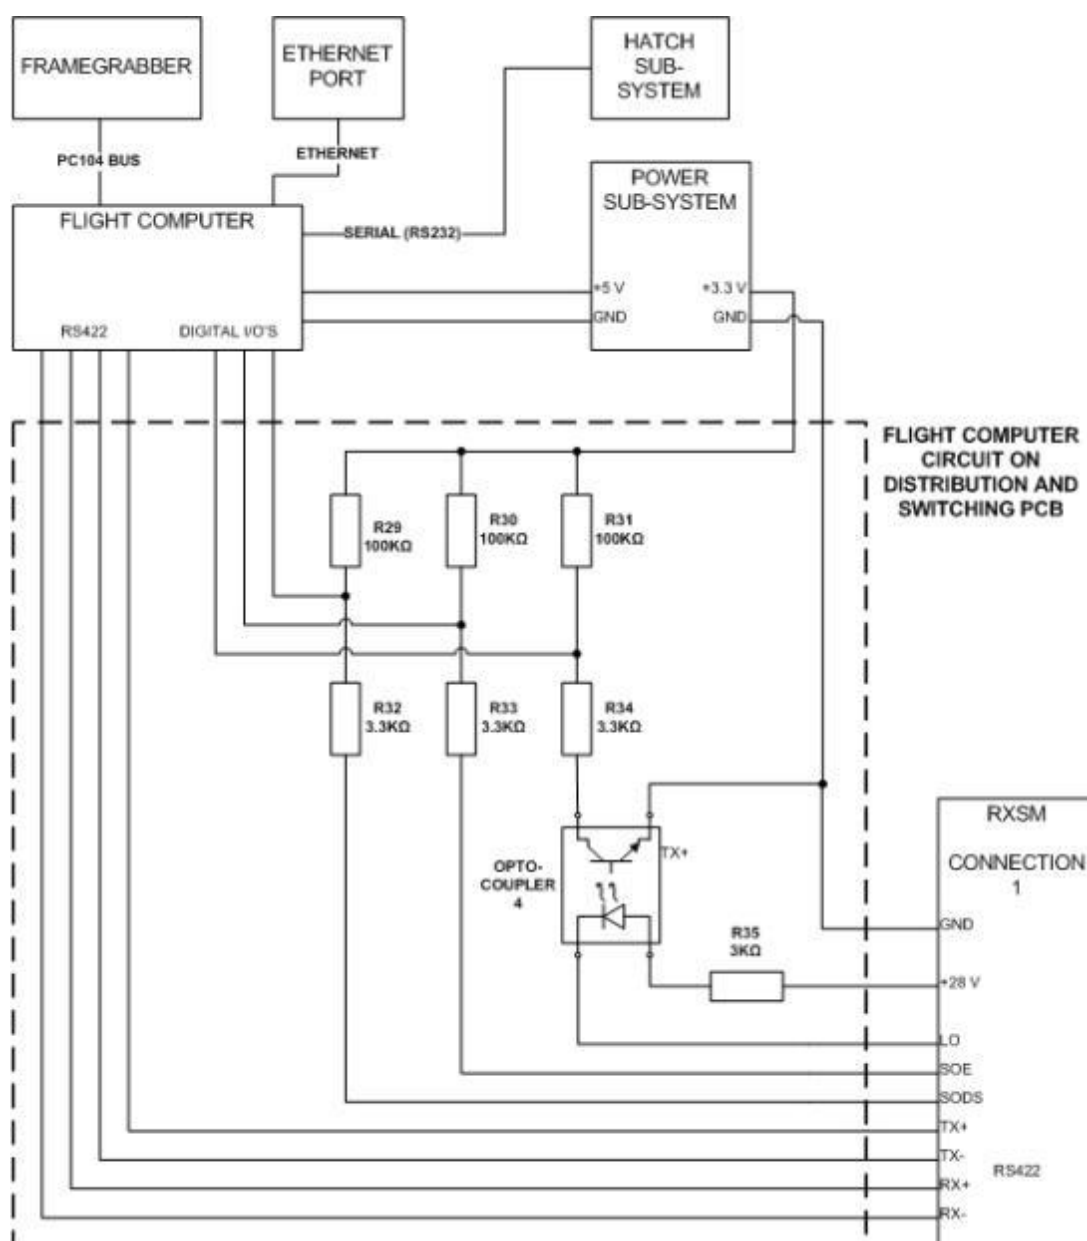 FRAMEGRABBER
ETHERNET
PORT
HATCH
SUB-
SYSTEM
PC104 BUS
ETHERNET
POWER
SUB-SYSTEM
FLIGHT COMPUTER
SERIAL (RS232)
+5 V
+3.3 V
GND
GND
RS422
DIGITAL I/O'S
FLIGHT COMPUTER
CIRCUIT ON
DISTRIBUTION AND
SWITCHING PCB
R29
100KΩ
R30
100KΩ
R31
100KΩ
R32
3.3KΩ
R33
3.3KΩ
R34
3.3KΩ
RXSM
CONNECTION
1
TX+
OPTO-
COUPLER
4
R35
3KΩ
GND
+28 V
LO
SOE
SODS
TX+
TX-
RS422
RX+
RX-